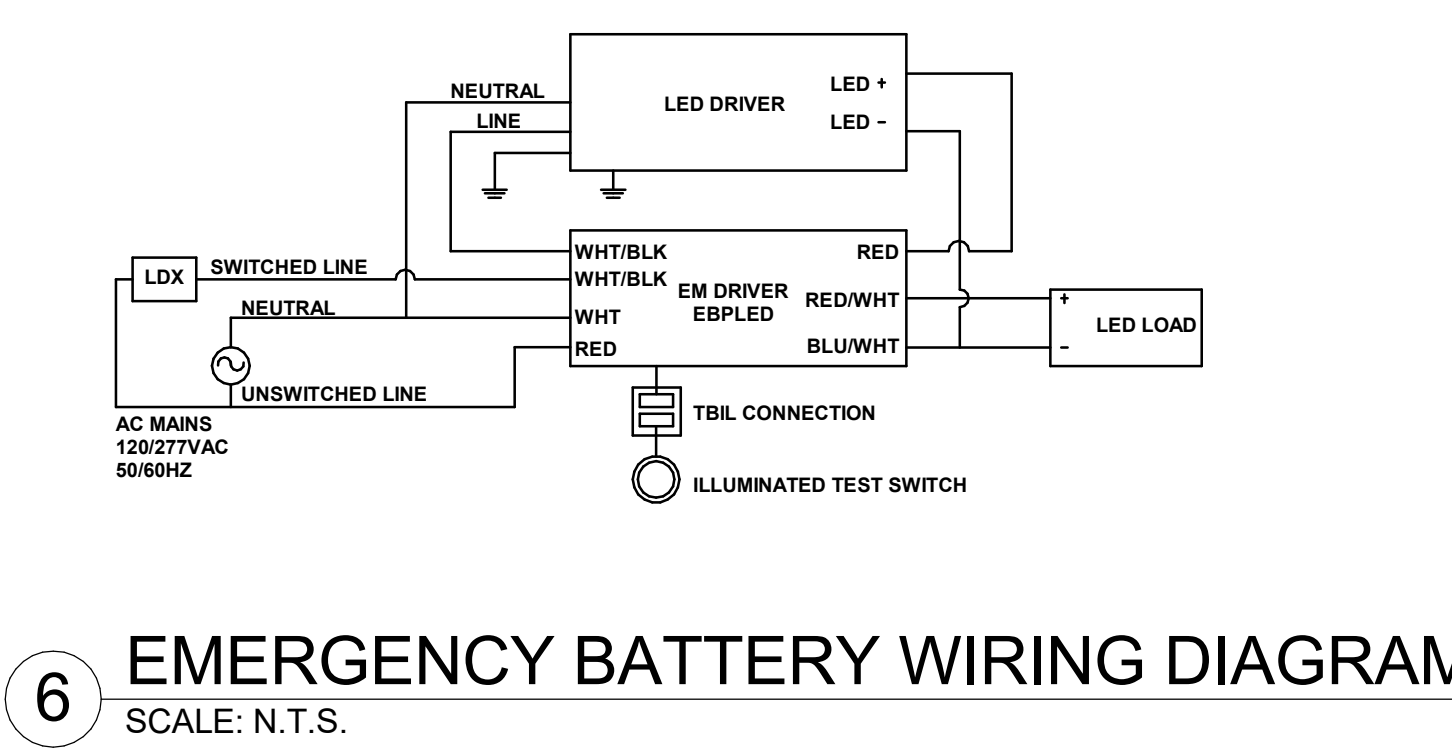 NEUTRAL
LINE
LED DRIVER
LED +
LED -
WHT/BLK
WHT/BLK
WHT
RED
EM DRIVER
EBPLED
RED
RED/WHT
BLU/WHT
LDX
SWITCHED LINE
NEUTRAL
UNSWITCHED LINE
AC MAINS
120/277VAC
50/60HZ
+
-
LED LOAD
TBIL CONNECTION
ILLUMINATED TEST SWITCH
6
EMERGENCY BATTERY WIRING DIAGRAM
SCALE: N.T.S.